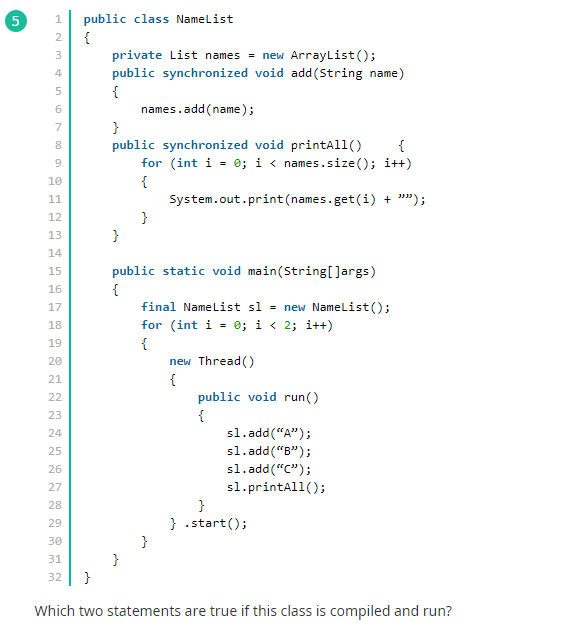 5
1 public class NameList
2 {
3     private List names = new ArrayList();
4     public synchronized void add(String name)
5     {
6         names.add(name);
7     }
8     public synchronized void printAll()     {
9         for (int i = 0; i < names.size(); i++)
10         {
11             System.out.print(names.get(i) + ””);
12         }
13     }
14
15     public static void main(String[]args)
16     {
17         final NameList sl = new NameList();
18         for (int i = 0; i < 2; i++)
19         {
20             new Thread()
21             {
22                 public void run()
23                 {
24                     sl.add(“A”);
25                     sl.add(“B”);
26                     sl.add(“C”);
27                     sl.printAll();
28                 }
29             } .start();
30         }
31     }
32 }
Which two statements are true if this class is compiled and run?